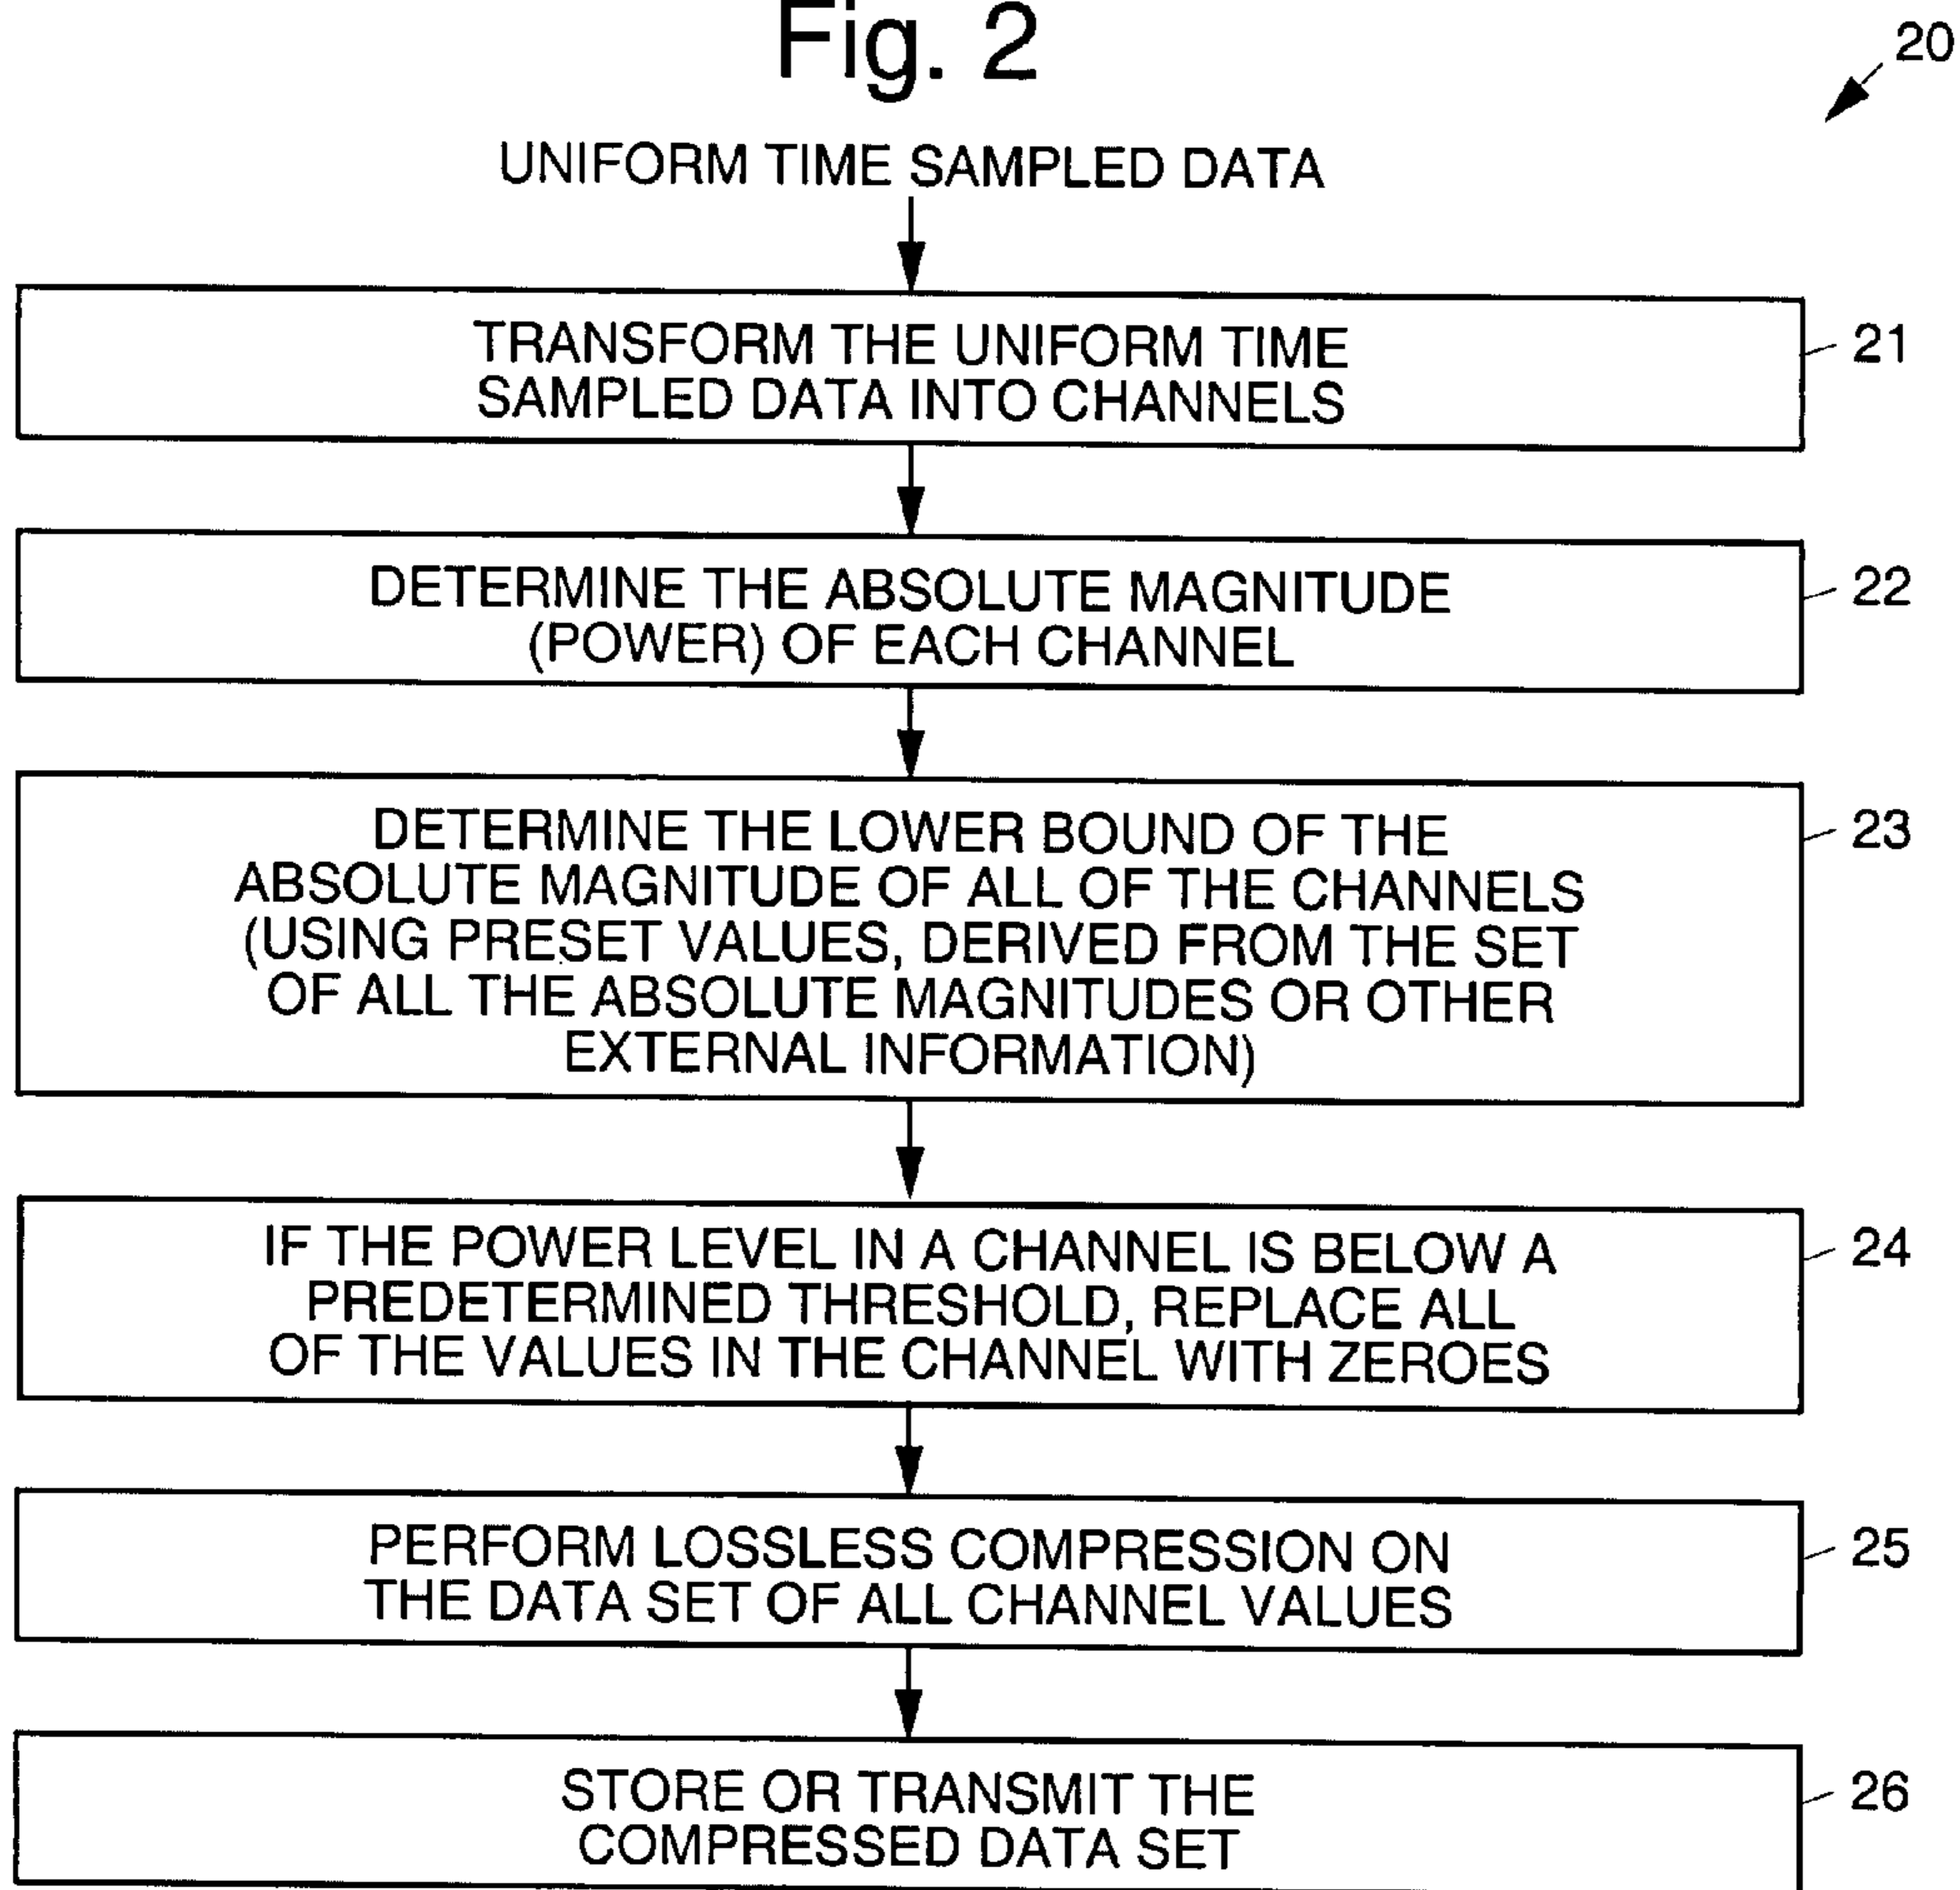 Fig. 2
20
UNIFORM TIME SAMPLED DATA
TRANSFORM THE UNIFORM TIME
SAMPLED DATA INTO CHANNELS
21
DETERMINE THE ABSOLUTE MAGNITUDE
(POWER) OF EACH CHANNEL
22
DETERMINE THE LOWER BOUND OF THE
ABSOLUTE MAGNITUDE OF ALL OF THE CHANNELS
(USING PRESET VALUES, DERIVED FROM THE SET
OF ALL THE ABSOLUTE MAGNITUDES OR OTHER
EXTERNAL INFORMATION)
23
IF THE POWER LEVEL IN A CHANNEL IS BELOW A
PREDETERMINED THRESHOLD, REPLACE ALL
OF THE VALUES IN THE CHANNEL WITH ZEROES
24
PERFORM LOSSLESS COMPRESSION ON
THE DATA SET OF ALL CHANNEL VALUES
25
STORE OR TRANSMIT THE
COMPRESSED DATA SET
26